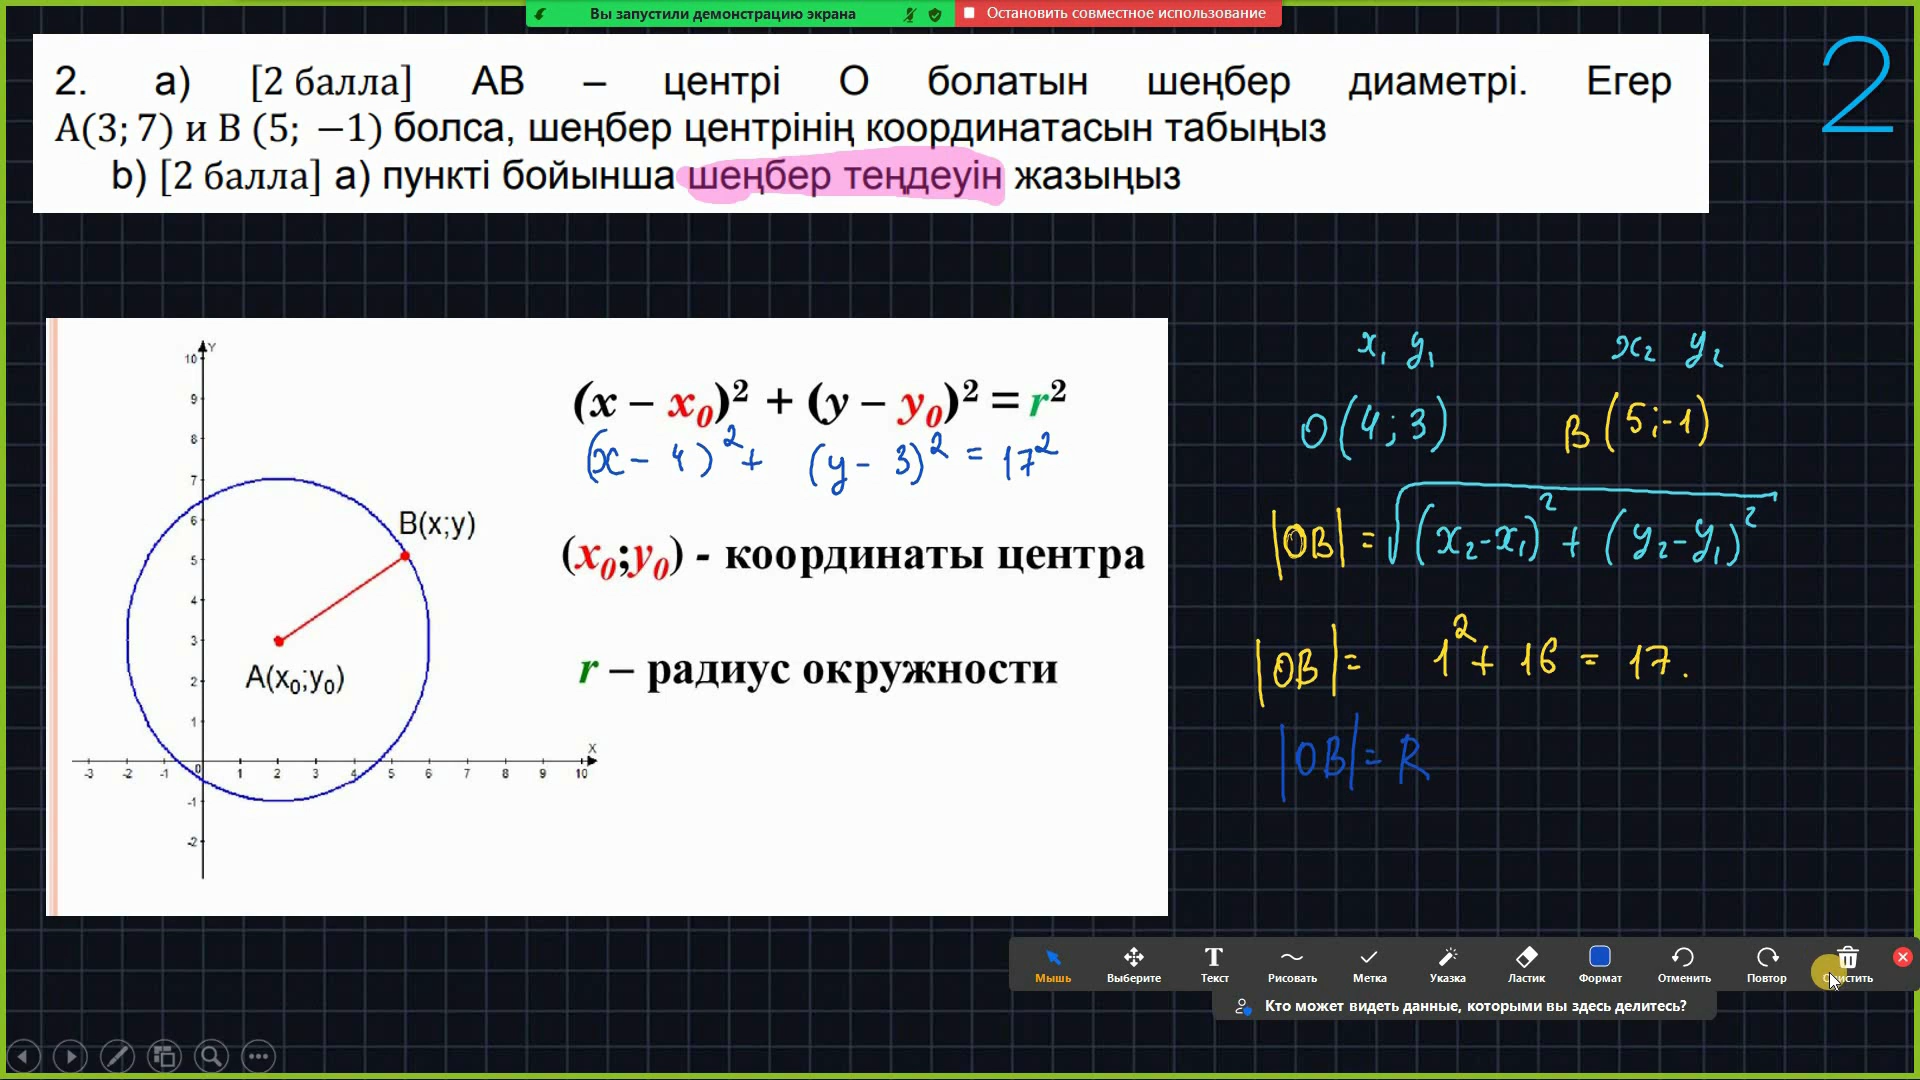 Вы запустили демонстрацию экрана
Остановить совместное использование
2. a) [2 балла] АВ – центрі О болатын шеңбер диаметрі. Егер
A(3; 7) и B (5; −1) болса, шеңбер центрінің координатасын табыңыз
b) [2 балла] а) пункті бойынша шеңбер теңдеуін жазыңыз
2
(x – x₀)² + (y – y₀)² = r²
(x – 4)² + (y – 3)² = 17²
(x₀;y₀) - координаты центра
r – радиус окружности
Y
10
9
8
7
6
5
4
3
2
1
-1
-2
B(x;y)
A(x₀;y₀)
X
-3 -2 -1 0 1 2 3 4 5 6 7 8 9 10
x₁ y₁ x₂ y₂
O(4;3) B(5;-1)
|OB| = √(x₂-x₁)² + (y₂-y₁)²
|OB| = 1² + 16 = 17.
|OB| = R
Мышь Выберите Текст Рисовать Метка Указка Ластик Формат Отменить Повтор
Кто может видеть данные, которыми вы здесь делитесь?